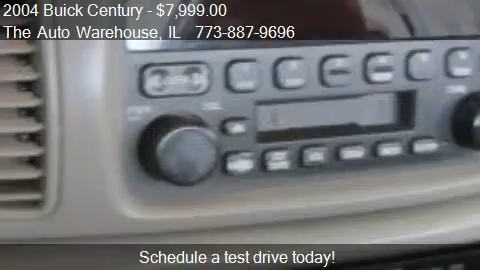 2004 Buick Century - $7,999.00
The Auto Warehouse, IL 773-887-9696
Schedule a test drive today!